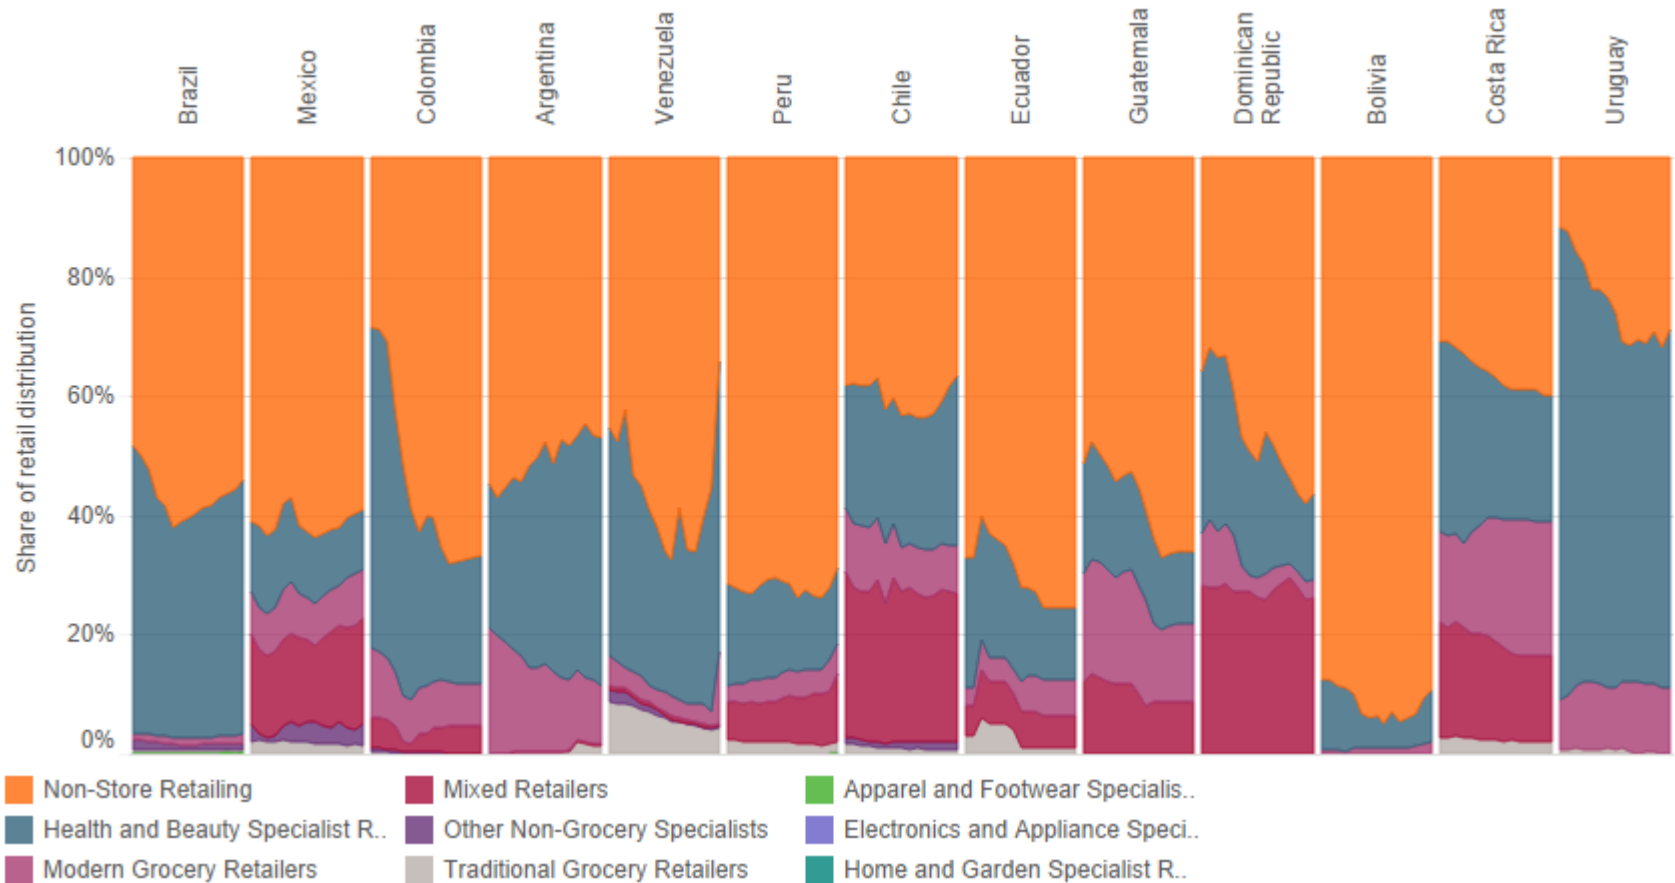 Brazil
Mexico
Colombia
Argentina
Venezuela
Peru
Chile
Ecuador
Guatemala
Dominican
Republic
Bolivia
Costa Rica
Uruguay
Share of retail distribution
100%
80%
60%
40%
20%
0%
Non-Store Retailing
Mixed Retailers
Apparel and Footwear Specialis..
Health and Beauty Specialist R..
Other Non-Grocery Specialists
Electronics and Appliance Speci..
Modern Grocery Retailers
Traditional Grocery Retailers
Home and Garden Specialist R..